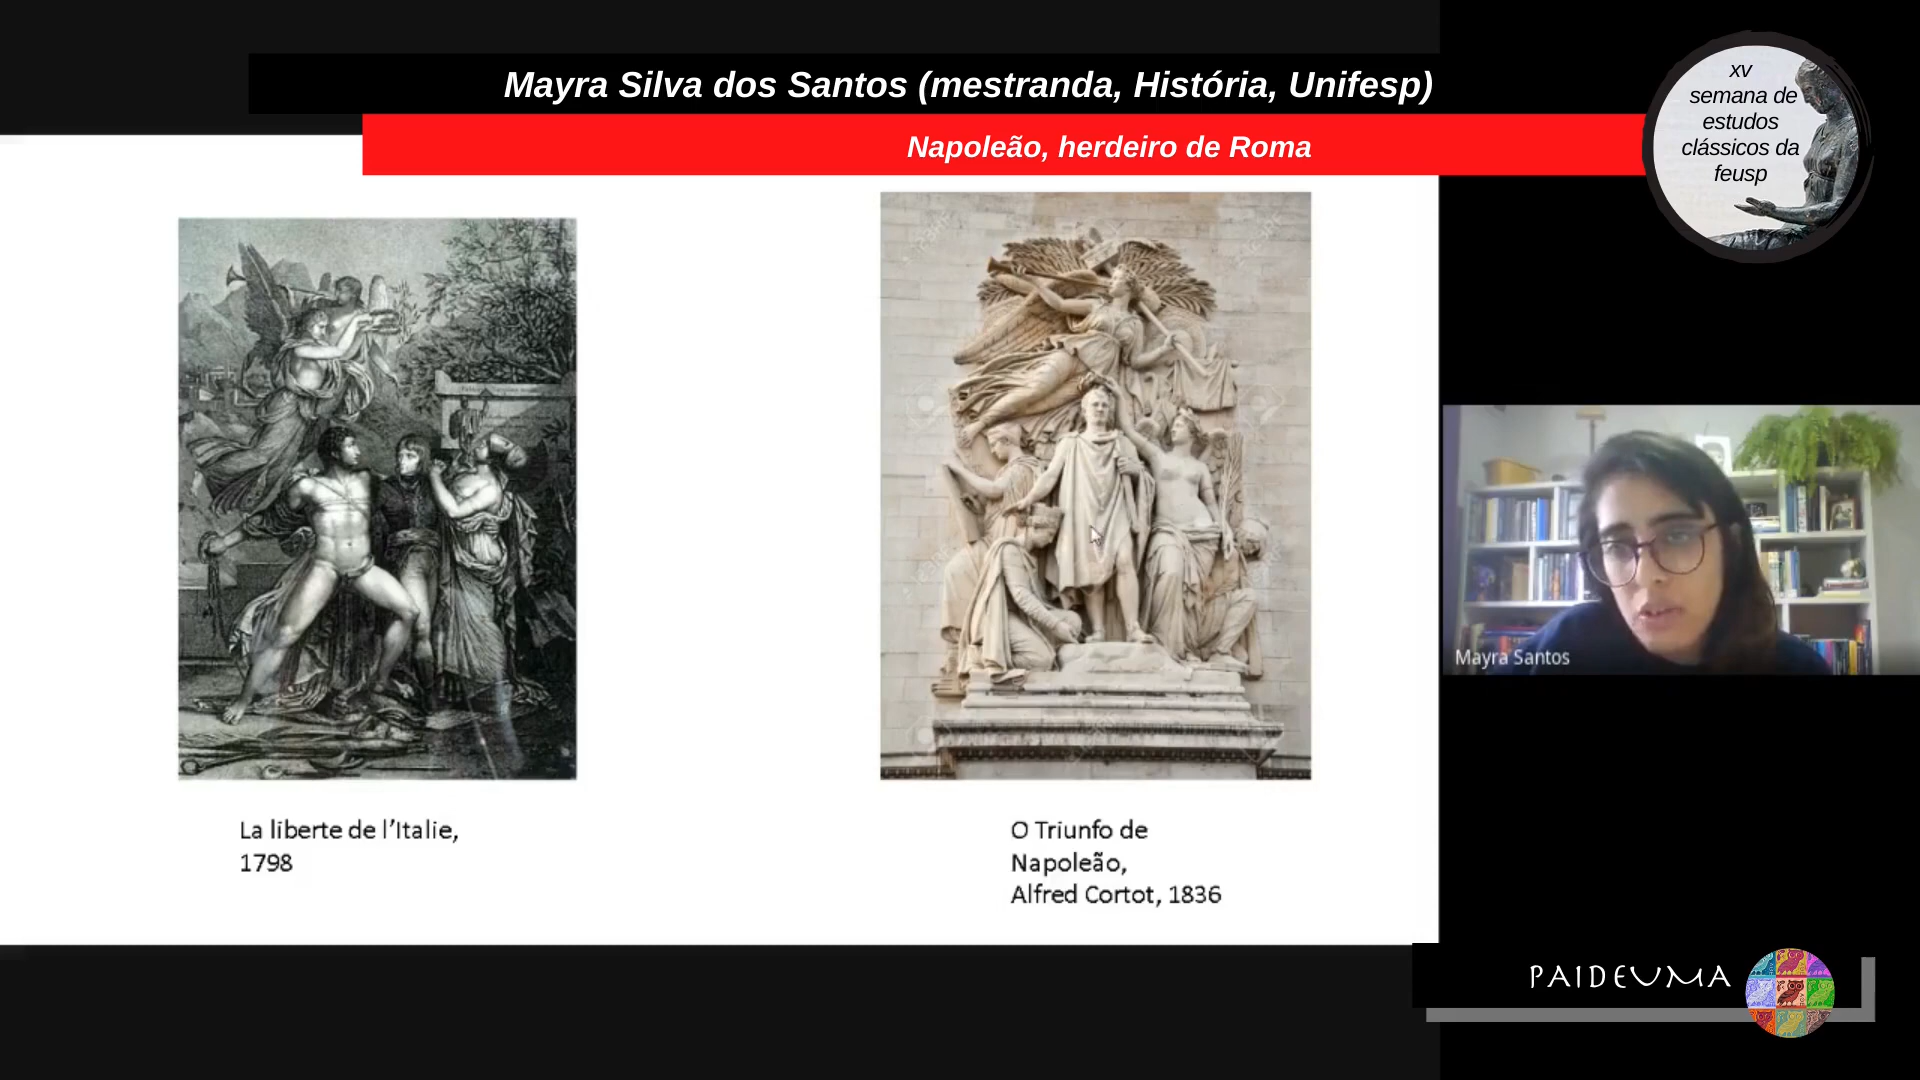 Mayra Silva dos Santos (mestranda, História, Unifesp)
Napoleão, herdeiro de Roma
xv
semana de
estudos
clássicos da
feusp
La liberte de l’Italie,
1798
O Triunfo de
Napoleão,
Alfred Cortot, 1836
Mayra Santos
PAIDEUMA